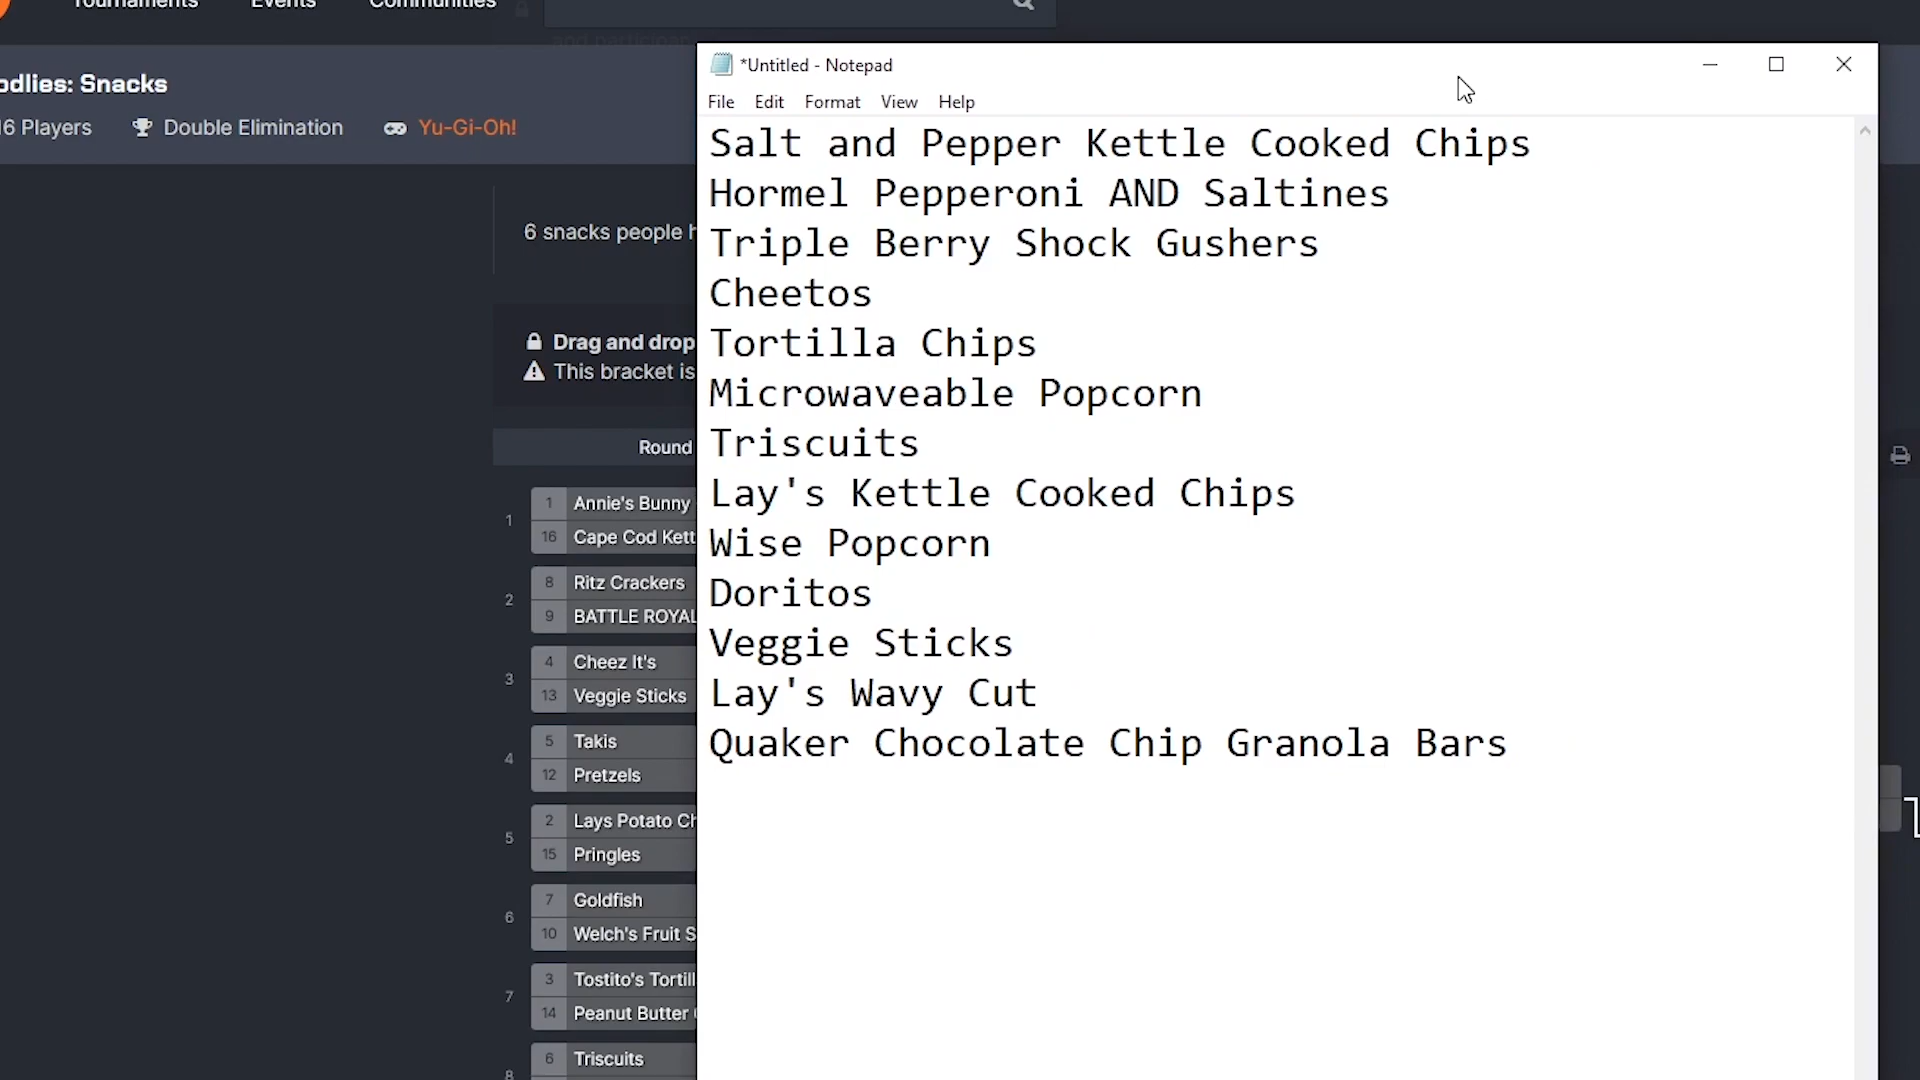 Tournaments Events Communities
odlies: Snacks
16 Players Double Elimination Yu-Gi-Oh!
6 snacks people h
Drag and drop
This bracket is
Round
1
1 Annie's Bunny
16 Cape Cod Kett
2
8 Ritz Crackers
9 BATTLE ROYAL
3
4 Cheez It's
13 Veggie Sticks
4
5 Takis
12 Pretzels
5
2 Lays Potato Ch
15 Pringles
6
7 Goldfish
10 Welch's Fruit S
7
3 Tostito's Tortill
14 Peanut Butter
8
6 Triscuits
*Untitled - Notepad
File Edit Format View Help
Salt and Pepper Kettle Cooked Chips
Hormel Pepperoni AND Saltines
Triple Berry Shock Gushers
Cheetos
Tortilla Chips
Microwaveable Popcorn
Triscuits
Lay's Kettle Cooked Chips
Wise Popcorn
Doritos
Veggie Sticks
Lay's Wavy Cut
Quaker Chocolate Chip Granola Bars